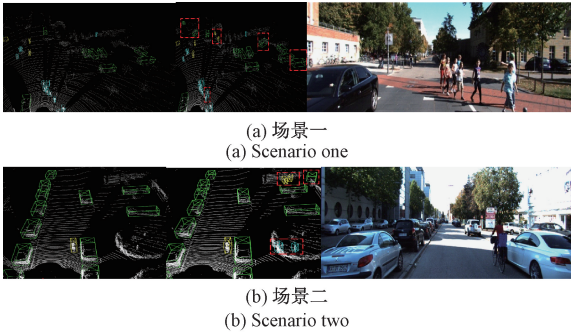 (a) 场景一
(a) Scenario one
(b) 场景二
(b) Scenario two